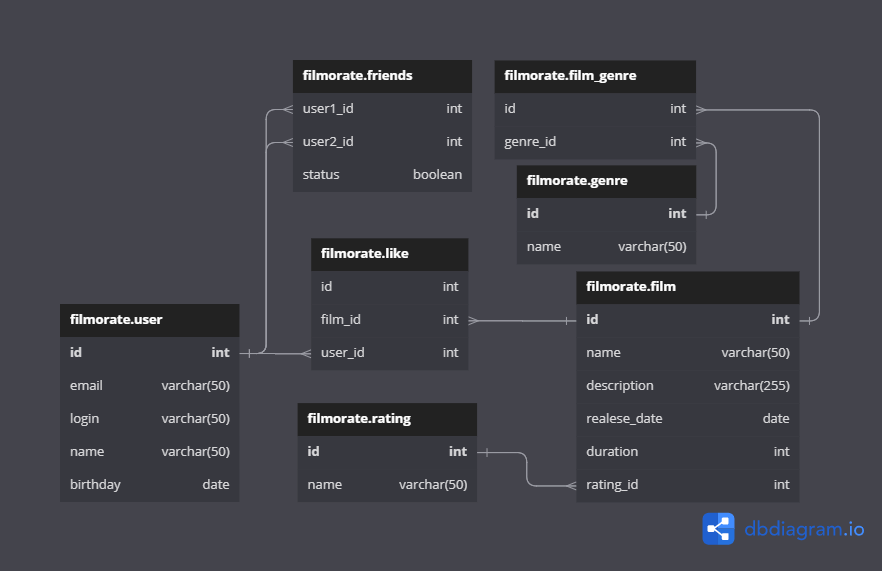 filmorate.friends
user1_id int
user2_id int
status boolean
filmorate.film_genre
id int
genre_id int
filmorate.genre
id int
name varchar(50)
filmorate.like
id int
film_id int
user_id int
filmorate.film
id int
name varchar(50)
description varchar(255)
realese_date date
duration int
rating_id int
filmorate.user
id int
email varchar(50)
login varchar(50)
name varchar(50)
birthday date
filmorate.rating
id int
name varchar(50)
dbdiagram.io